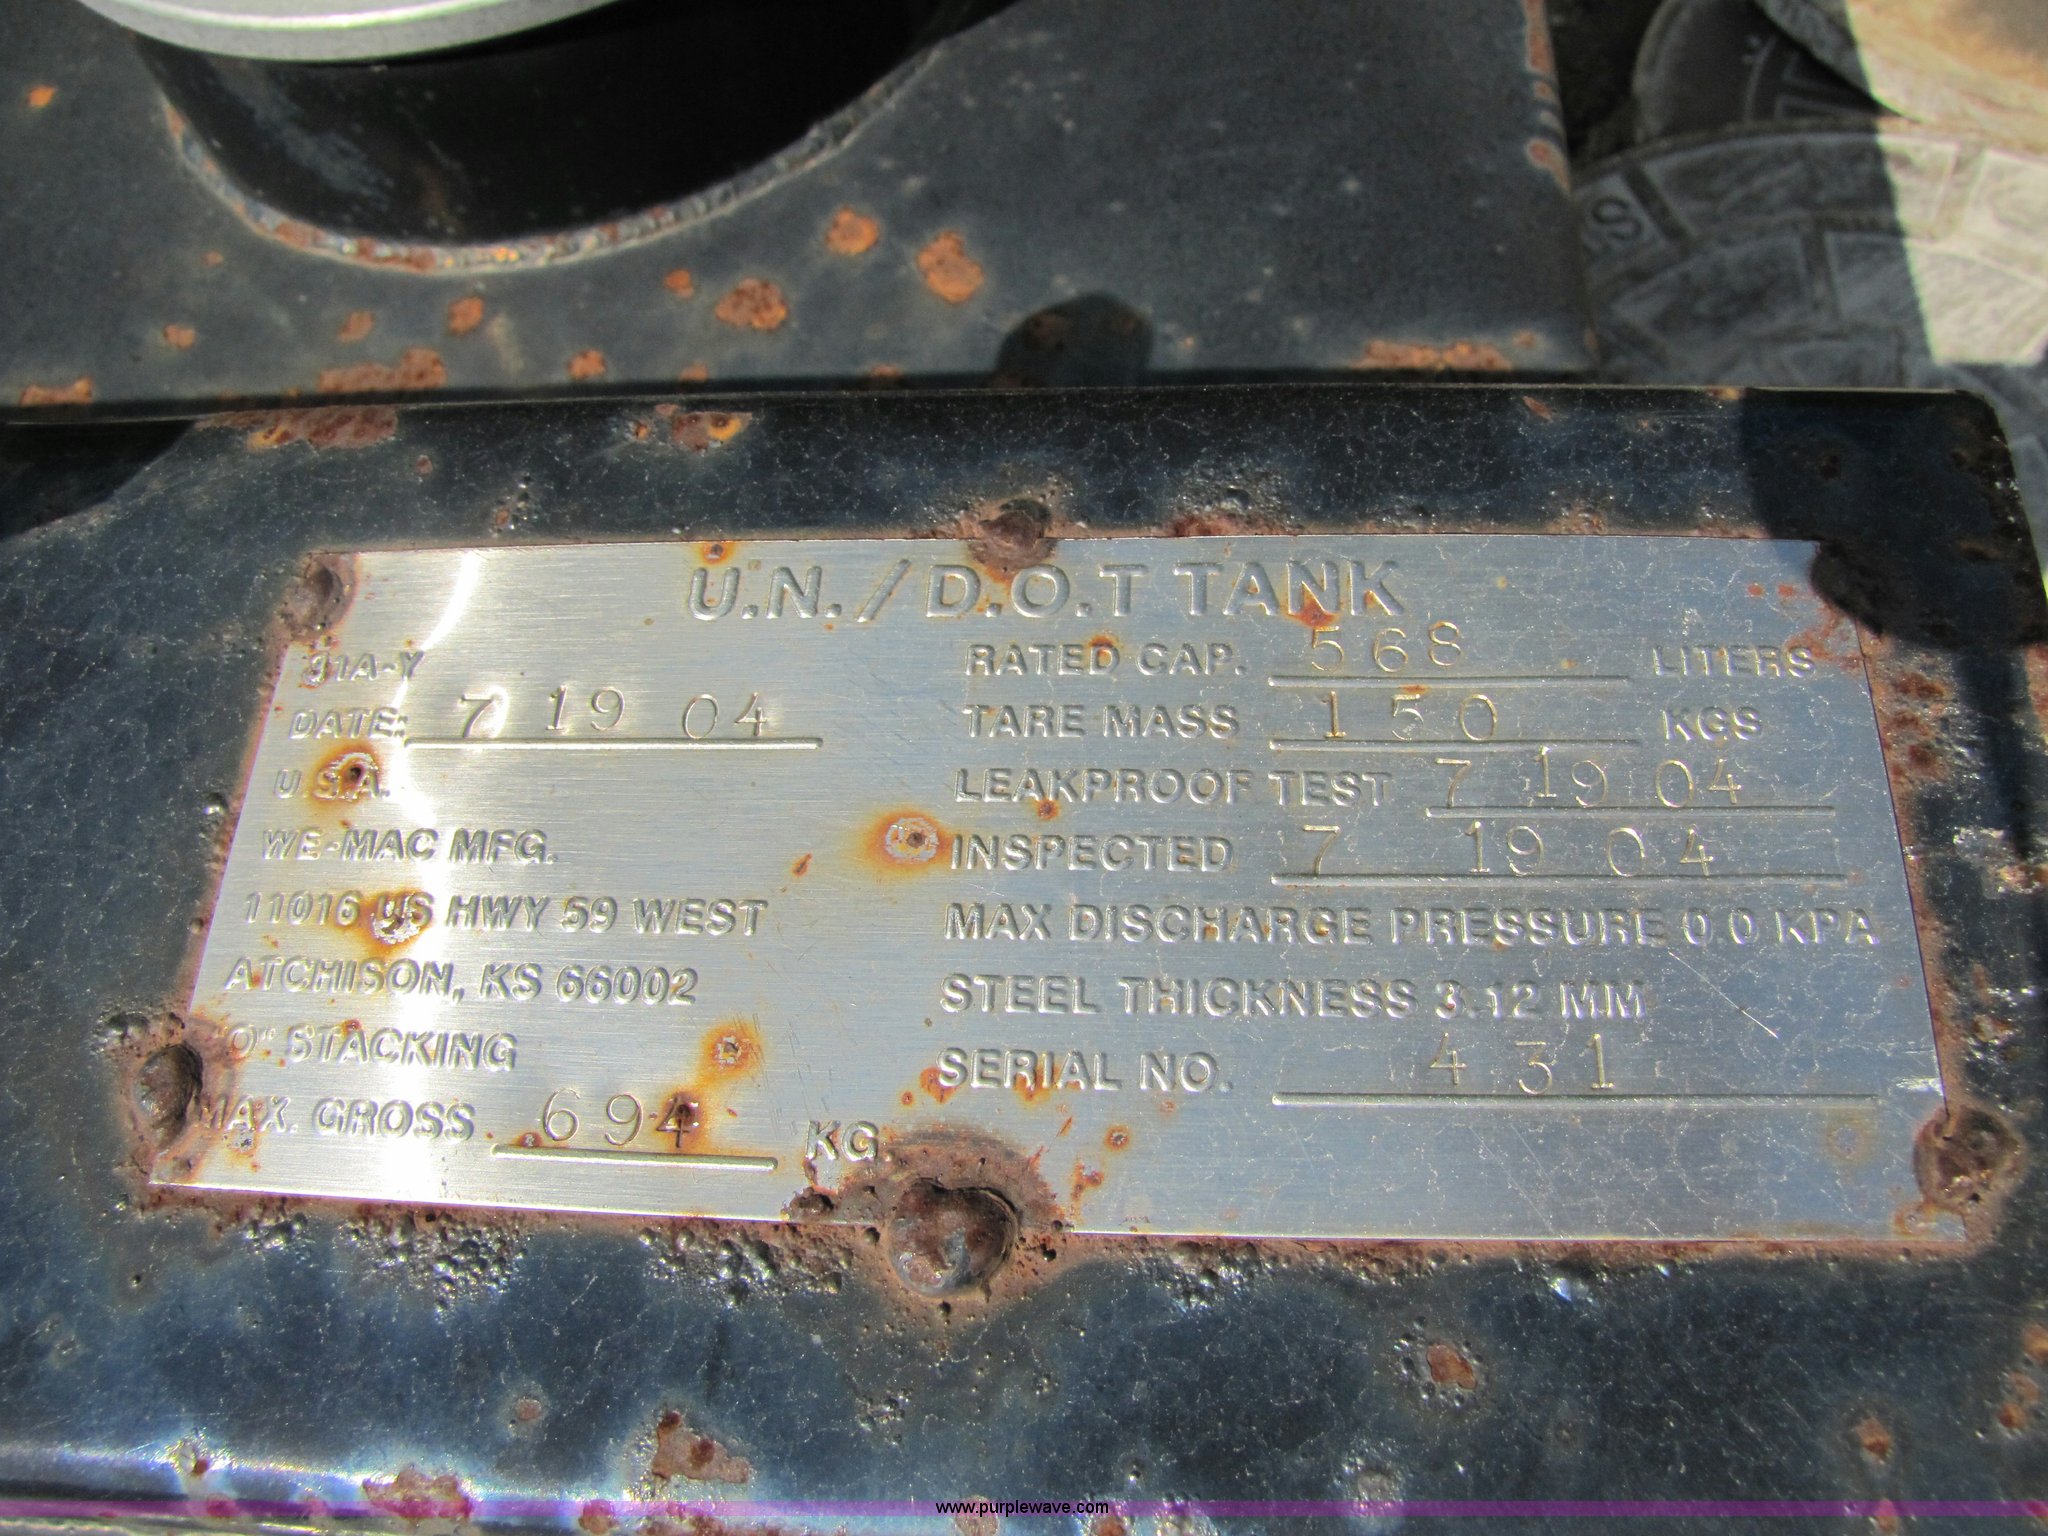 U.N./D.O.T TANK
31A-Y
DATE: 7 19 04
U.S.A.
WE-MAC MFG.
11016 US HWY 59 WEST
ATCHISON, KS 66002
"0" STACKING
MAX. GROSS 694 KG.
RATED CAP. 568 LITERS
TARE MASS 150 KGS
LEAKPROOF TEST 7 19 04
INSPECTED 7 19 04
MAX DISCHARGE PRESSURE 0.0 KPA
STEEL THICKNESS 3.12 MM
SERIAL NO. 431
www.purplewave.com